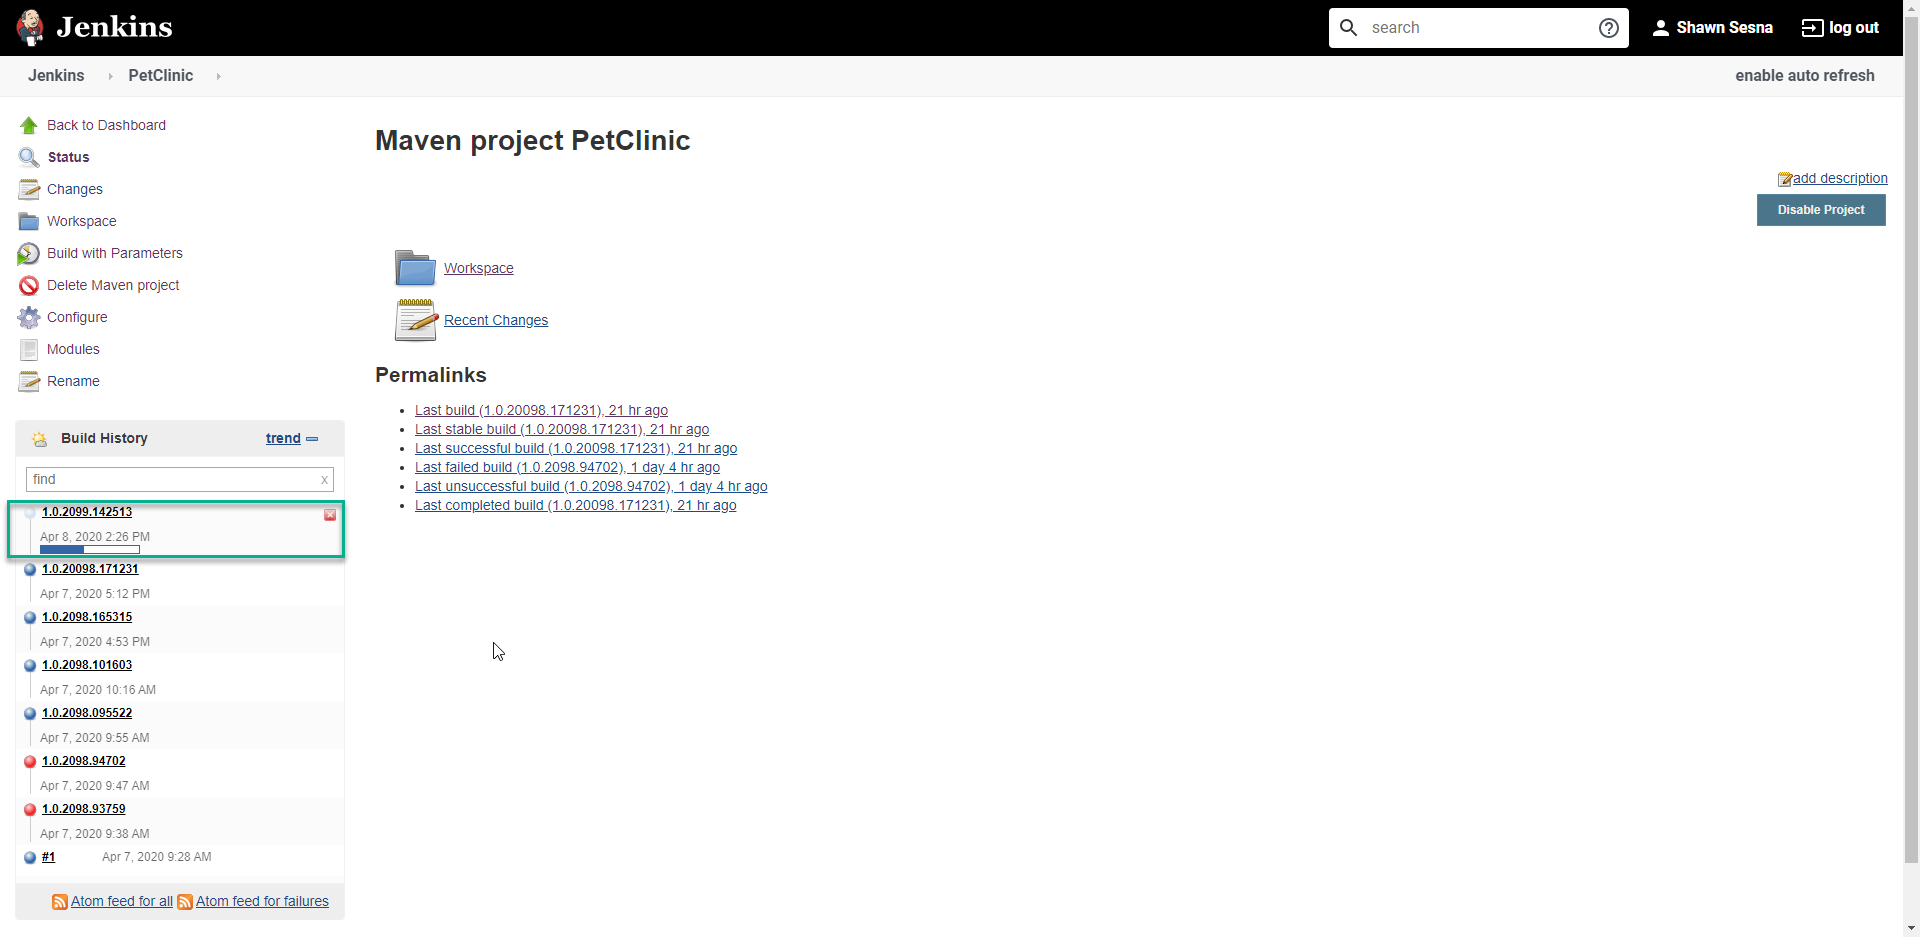 Jenkins
search
Shawn Sesna
log out
Jenkins
PetClinic
enable auto refresh
Back to Dashboard
Status
Changes
Workspace
Build with Parameters
Delete Maven project
Configure
Modules
Rename
Build History
trend
find
x
1.0.2099.142513
Apr 8, 2020 2:26 PM
1.0.20098.171231
Apr 7, 2020 5:12 PM
1.0.2098.165315
Apr 7, 2020 4:53 PM
1.0.2098.101603
Apr 7, 2020 10:16 AM
1.0.2098.095522
Apr 7, 2020 9:55 AM
1.0.2098.94702
Apr 7, 2020 9:47 AM
1.0.2098.93759
Apr 7, 2020 9:38 AM
#1 Apr 7, 2020 9:28 AM
Atom feed for all Atom feed for failures
Maven project PetClinic
add description
Disable Project
Workspace
Recent Changes
Permalinks
Last build (1.0.20098.171231), 21 hr ago
Last stable build (1.0.20098.171231), 21 hr ago
Last successful build (1.0.20098.171231), 21 hr ago
Last failed build (1.0.2098.94702), 1 day 4 hr ago
Last unsuccessful build (1.0.2098.94702), 1 day 4 hr ago
Last completed build (1.0.20098.171231), 21 hr ago